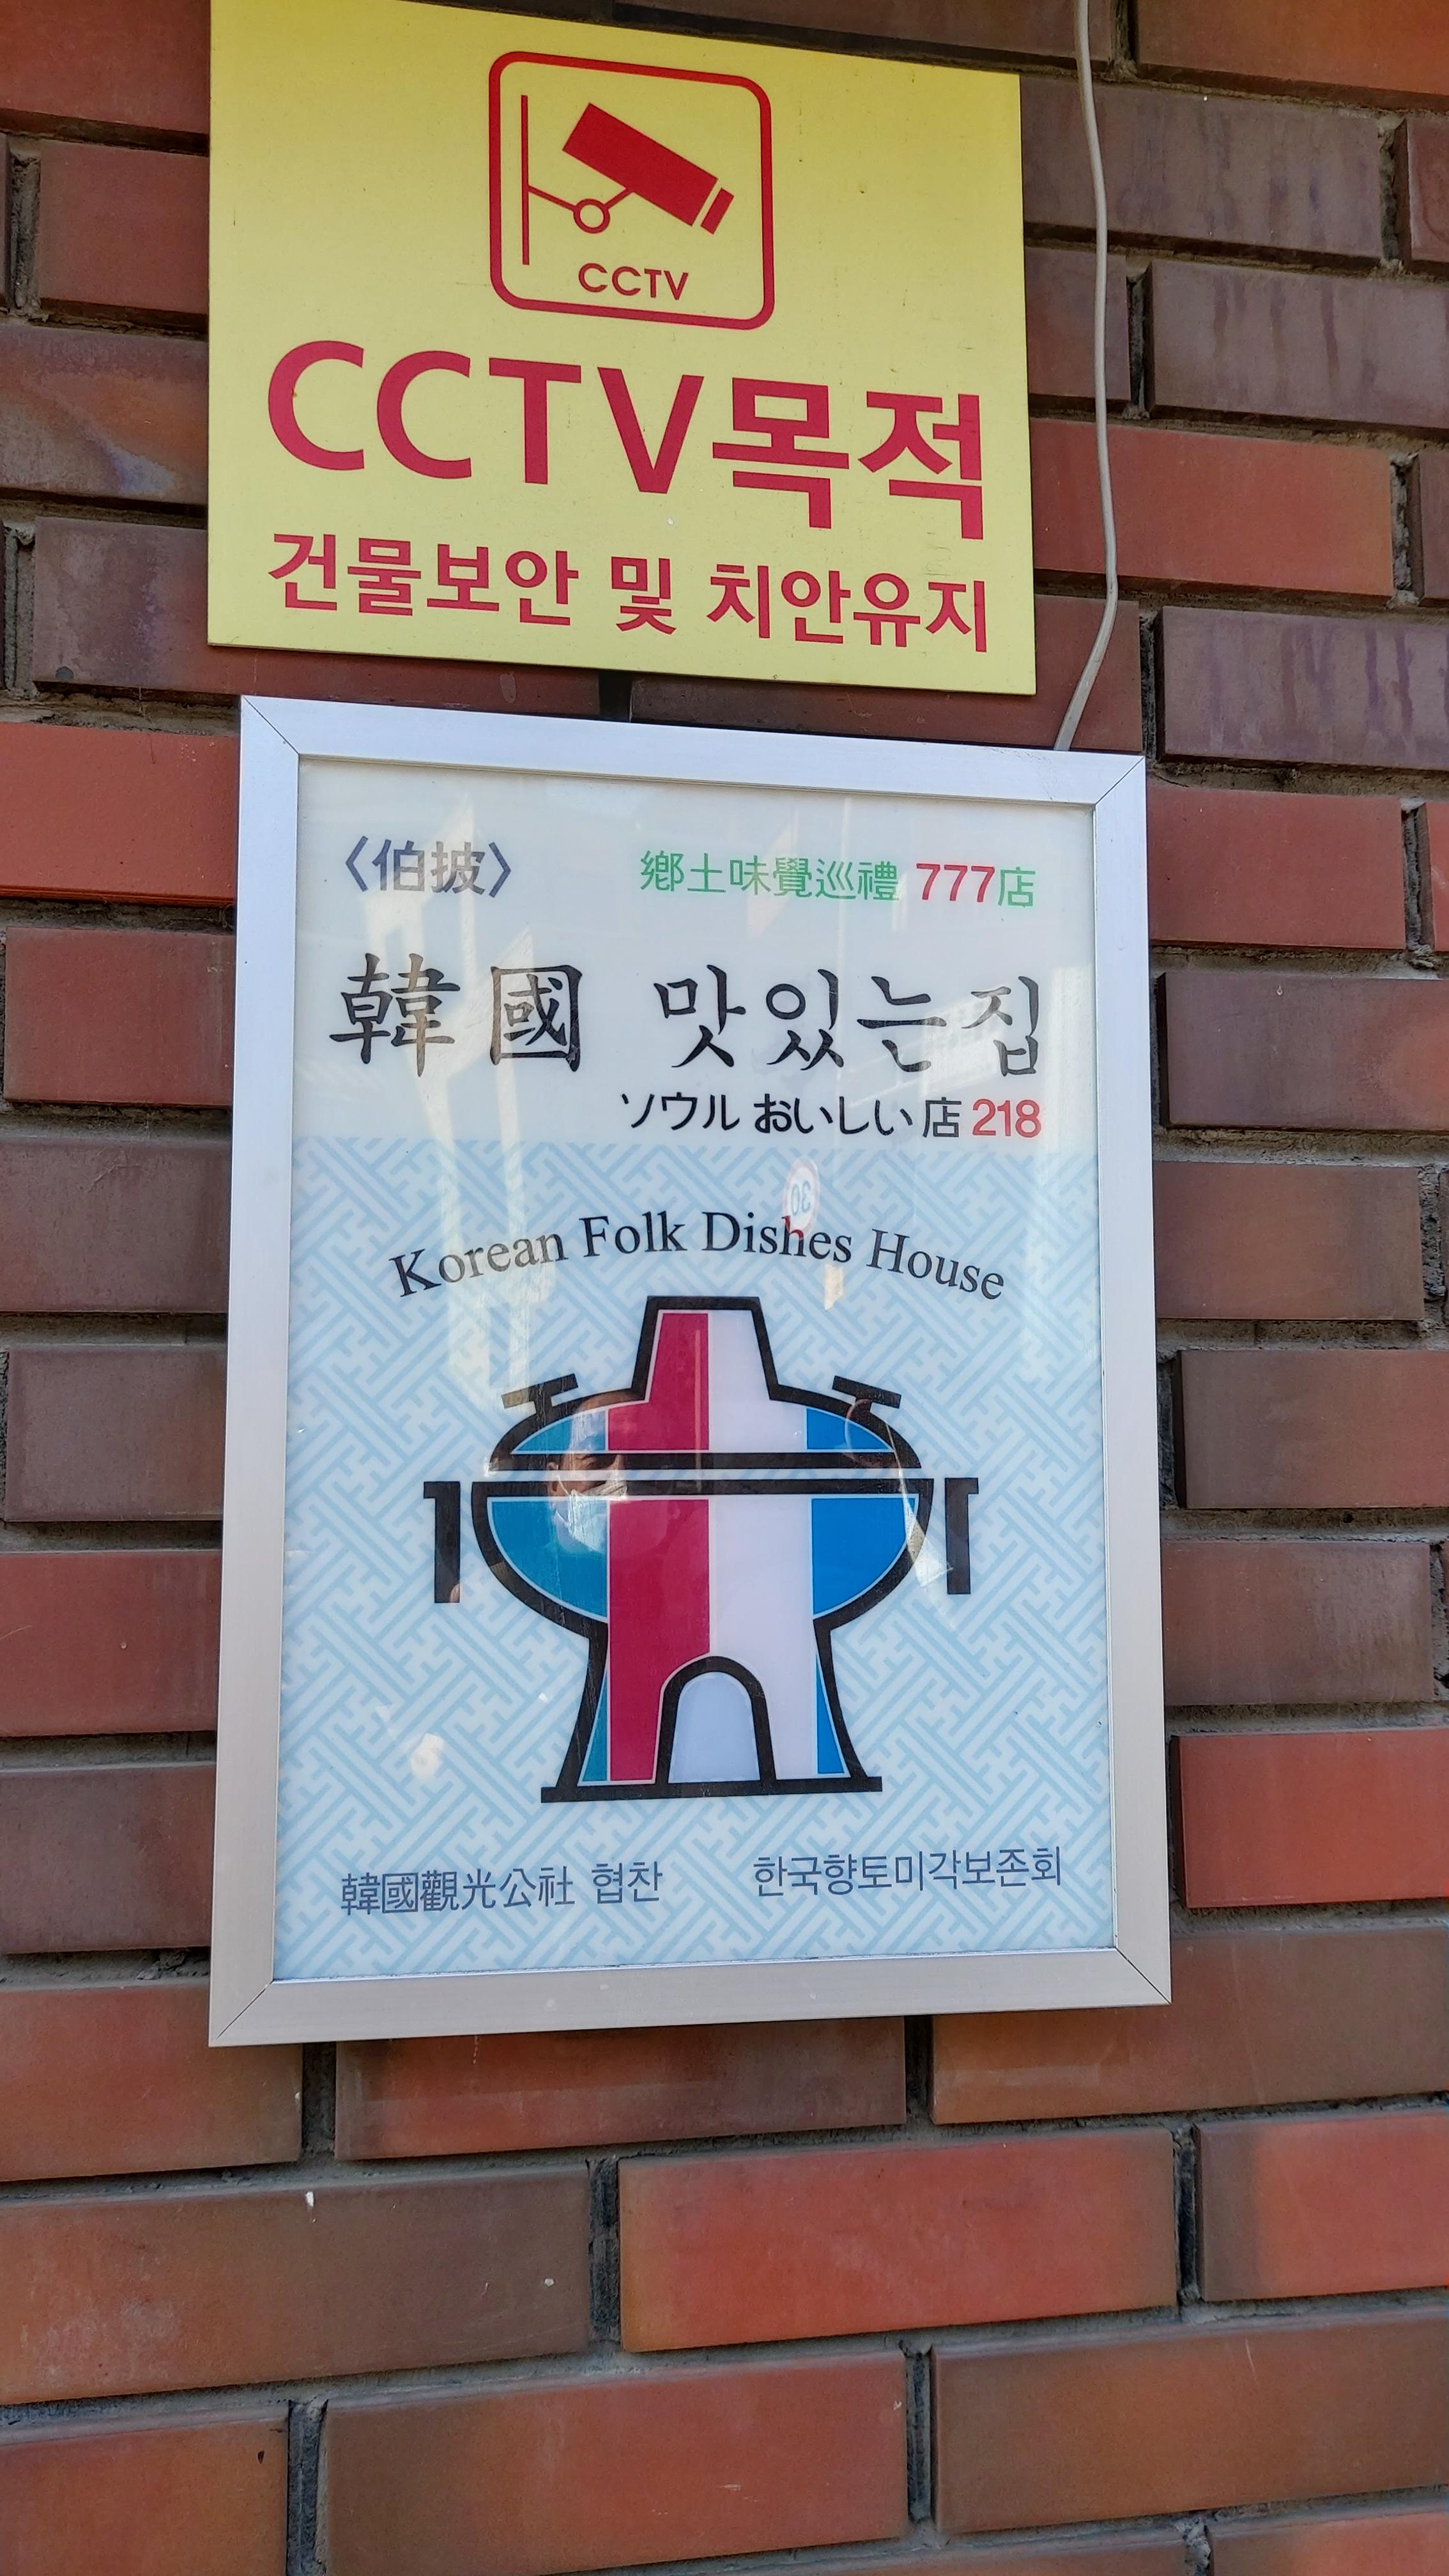 CCTV
CCTV목적
건물보안 및 치안유지
〈伯披〉 鄕土味覺巡禮 777店
韓國 맛있는집
ソウル おいしい店 218
30
Korean Folk Dishes House
韓國觀光公社 협찬 한국향토미각보존회